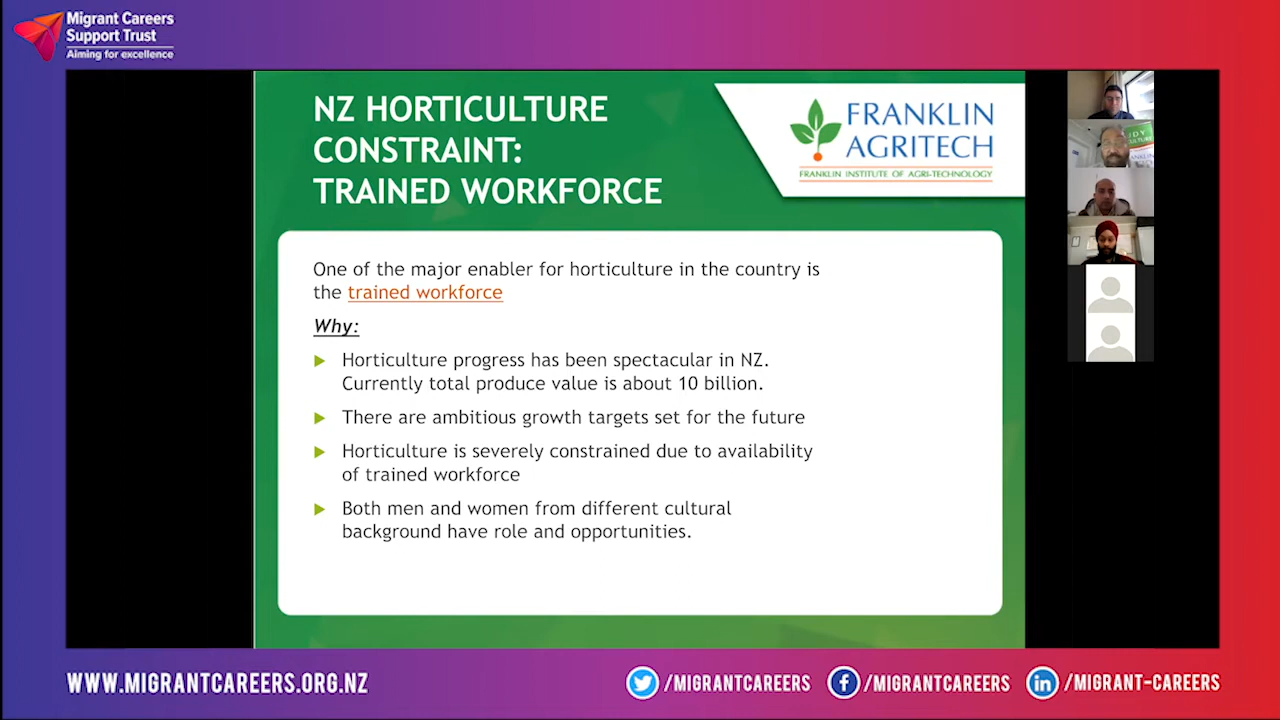 Migrant Careers
Support Trust
Aiming for excellence
NZ HORTICULTURE
CONSTRAINT:
TRAINED WORKFORCE
FRANKLIN
AGRITECH
FRANKLIN INSTITUTE OF AGRI-TECHNOLOGY
One of the major enabler for horticulture in the country is
the trained workforce
Why:
Horticulture progress has been spectacular in NZ.
Currently total produce value is about 10 billion.
There are ambitious growth targets set for the future
Horticulture is severely constrained due to availability
of trained workforce
Both men and women from different cultural
background have role and opportunities.
WWW.MIGRANTCAREERS.ORG.NZ
/MIGRANTCAREERS
/MIGRANTCAREERS
/MIGRANT-CAREERS